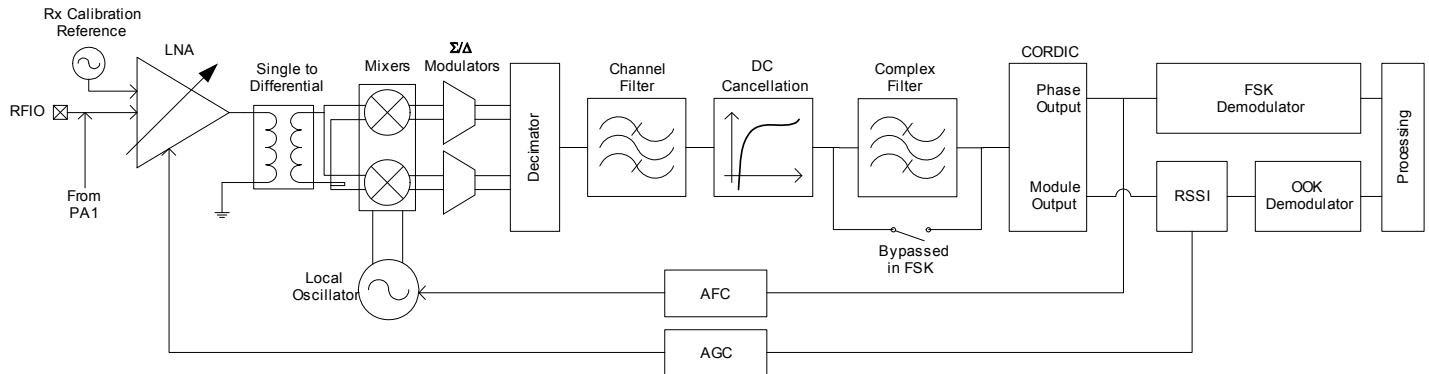 Rx Calibration
Reference
LNA
RFIO
From
PA1
Single to
Differential
Mixers
Σ/Δ
Modulators
Decimator
Channel
Filter
DC
Cancellation
Complex
Filter
Bypassed
in FSK
CORDIC
Phase
Output
Module
Output
FSK
Demodulator
RSSI
OOK
Demodulator
Processing
Local
Oscillator
AFC
AGC